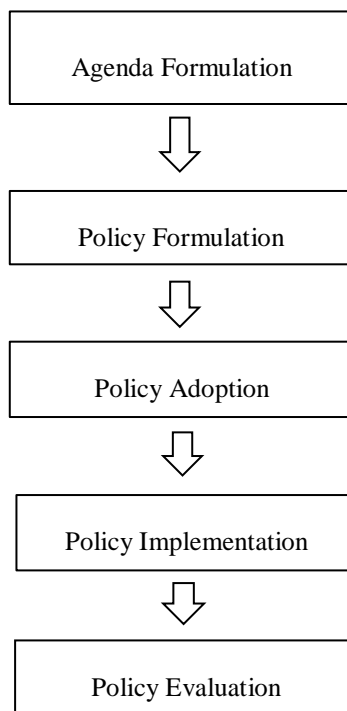 Agenda Formulation
Policy Formulation
Policy Adoption
Policy Implementation
Policy Evaluation